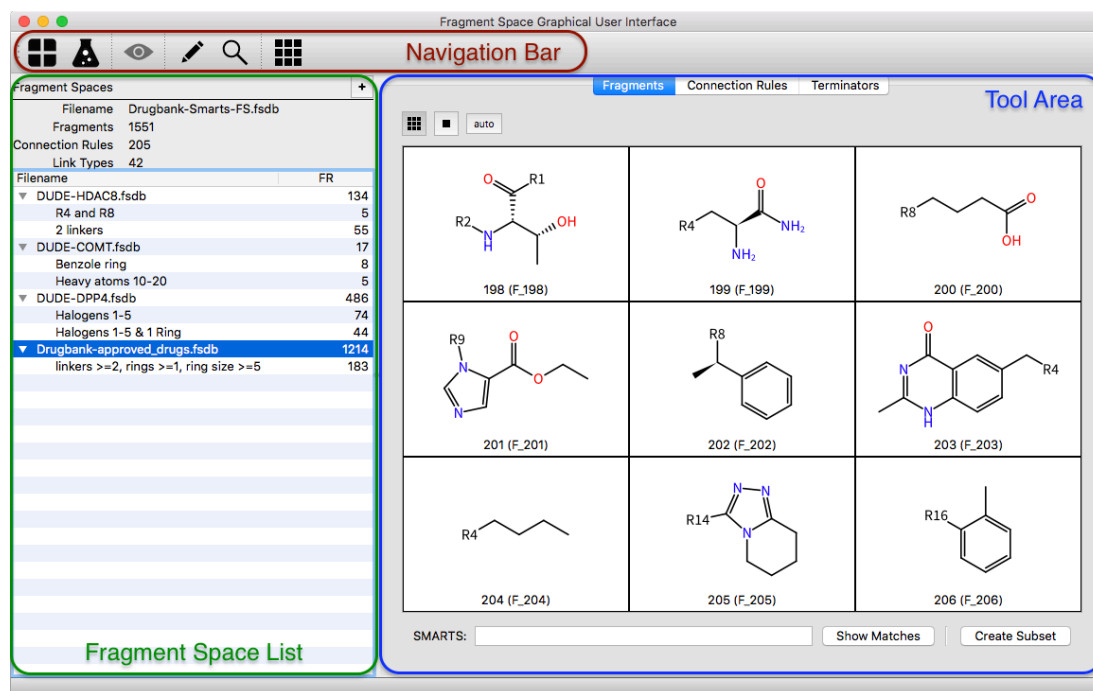 Fragment Space Graphical User Interface
Navigation Bar
Fragment Spaces +
Filename Drugbank-Smarts-FS.fsdb
Fragments 1551
Connection Rules 205
Link Types 42
Filename FR
DUDE-HDAC8.fsdb 134
R4 and R8 5
2 linkers 55
DUDE-COMT.fsdb 17
Benzole ring 8
Heavy atoms 10-20 5
DUDE-DPP4.fsdb 486
Halogens 1-5 74
Halogens 1-5 & 1 Ring 44
Drugbank-approved_drugs.fsdb 1214
linkers >=2, rings >=1, ring size >=5 183
Fragment Space List
Fragments Connection Rules Terminators
Tool Area
auto
O R1
R2 N H OH
198 (F_198)
O
R4 NH₂
NH₂
199 (F_199)
R8 O
OH
200 (F_200)
R9 O
N O
N
201 (F_201)
R8
202 (F_202)
O
N R4
N
H
203 (F_203)
R4
204 (F_204)
N N
R14
N
205 (F_205)
R16
206 (F_206)
SMARTS: Show Matches Create Subset